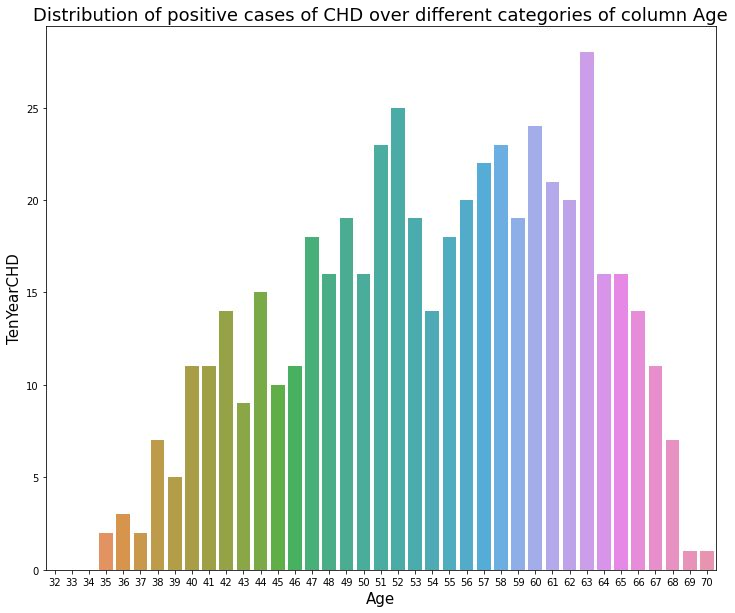 Distribution of positive cases of CHD over different categories of column Age
TenYearCHD
25
20
15
10
5
0
32 33 34 35 36 37 38 39 40 41 42 43 44 45 46 47 48 49 50 51 52 53 54 55 56 57 58 59 60 61 62 63 64 65 66 67 68 69 70
Age